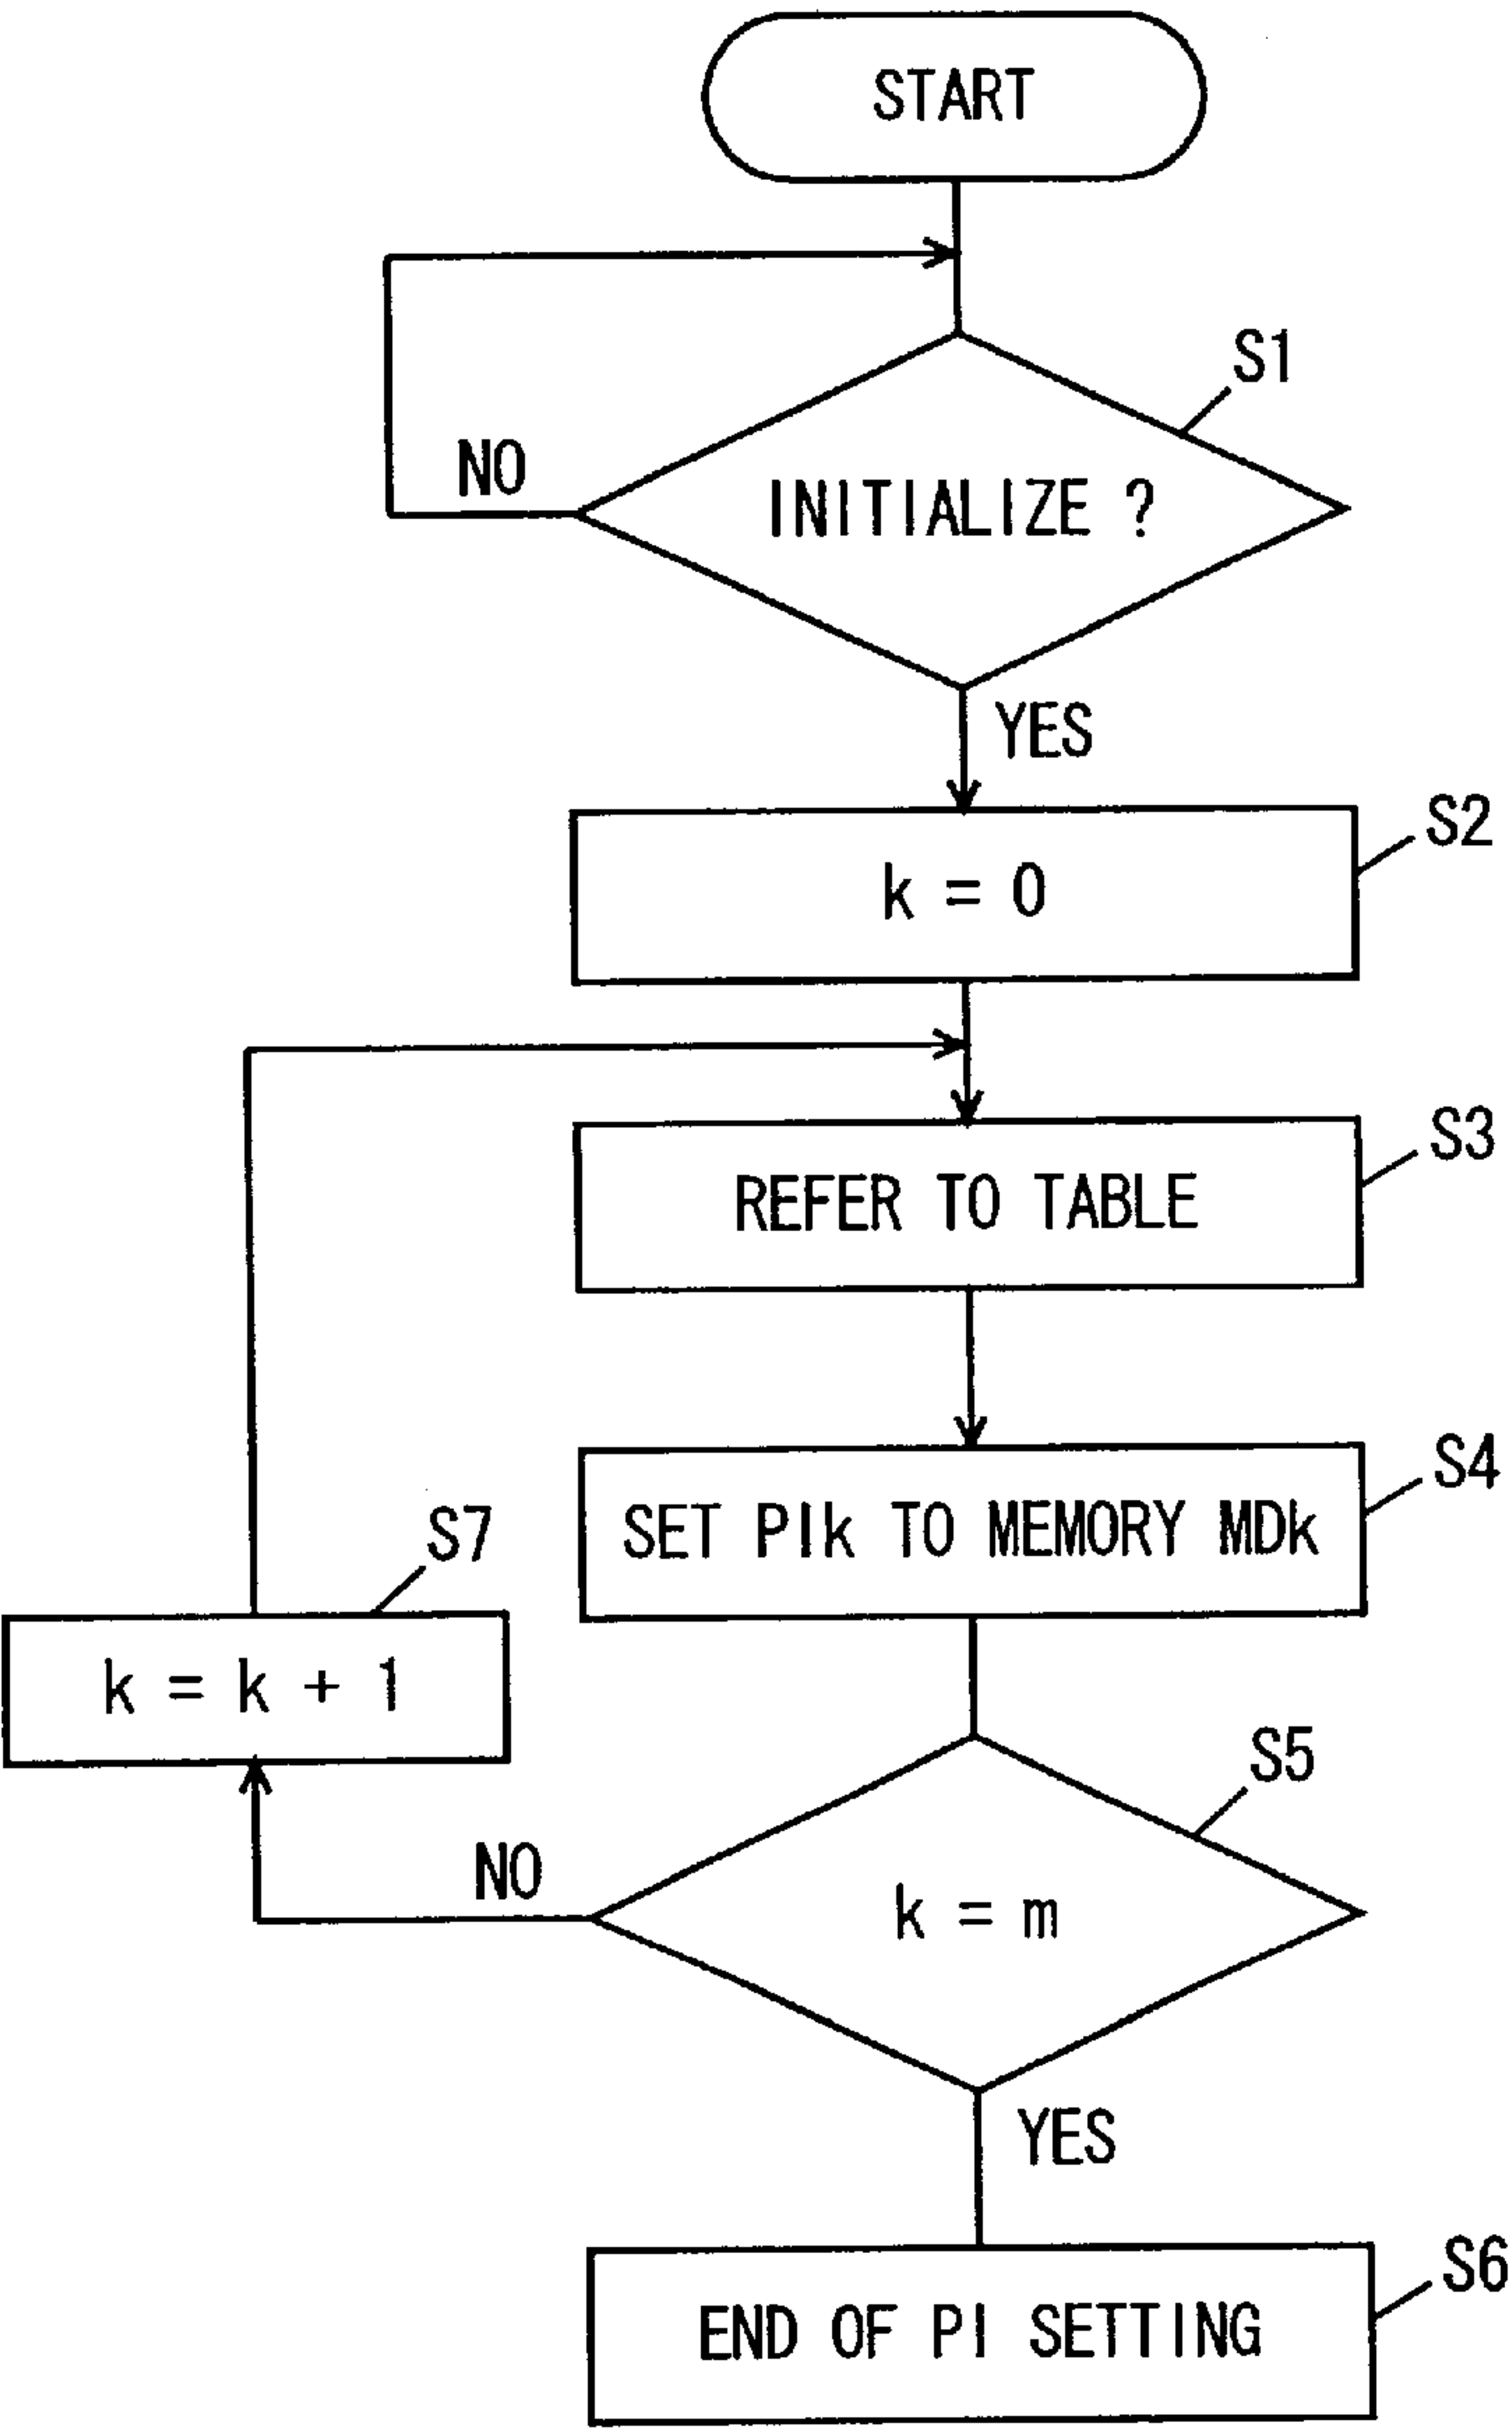 START
S1
NO
INITIALIZE ?
YES
S2
k = 0
S3
REFER TO TABLE
S4
SET PIk TO MEMORY MDk
S7
k = k + 1
S5
NO
k = m
YES
S6
END OF PI SETTING